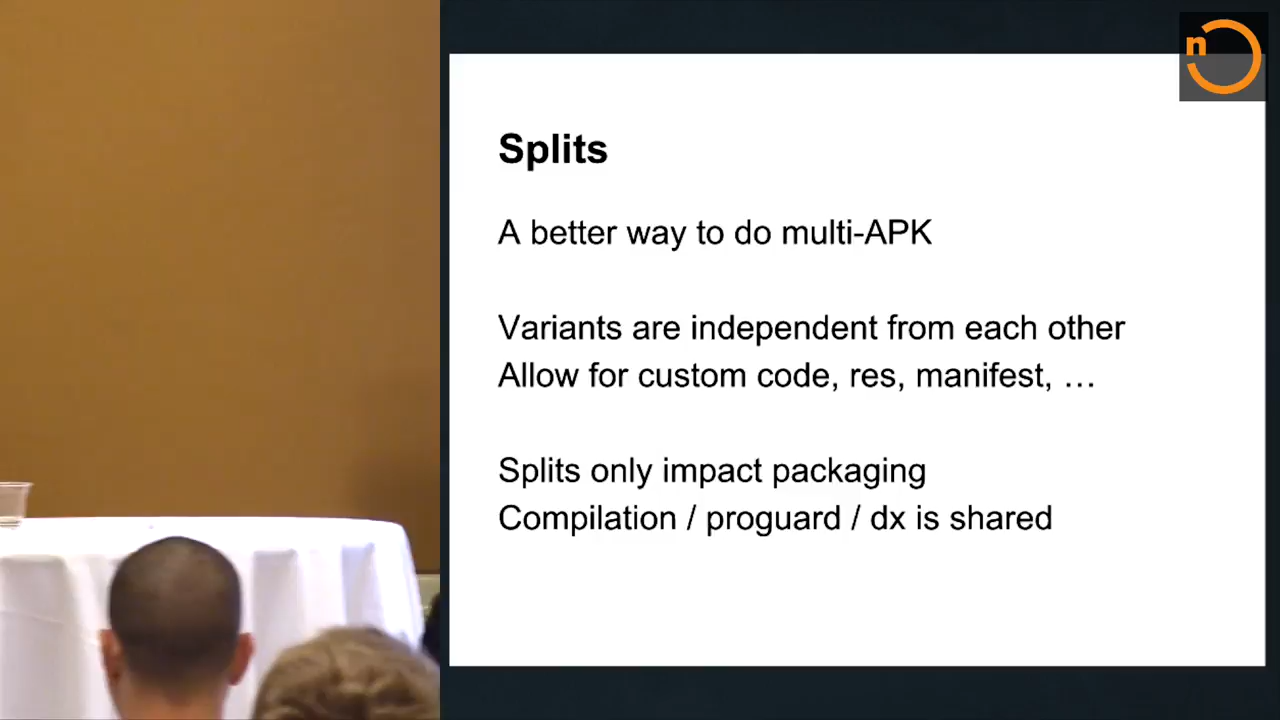 n
Splits
A better way to do multi-APK
Variants are independent from each other
Allow for custom code, res, manifest, …
Splits only impact packaging
Compilation / proguard / dx is shared